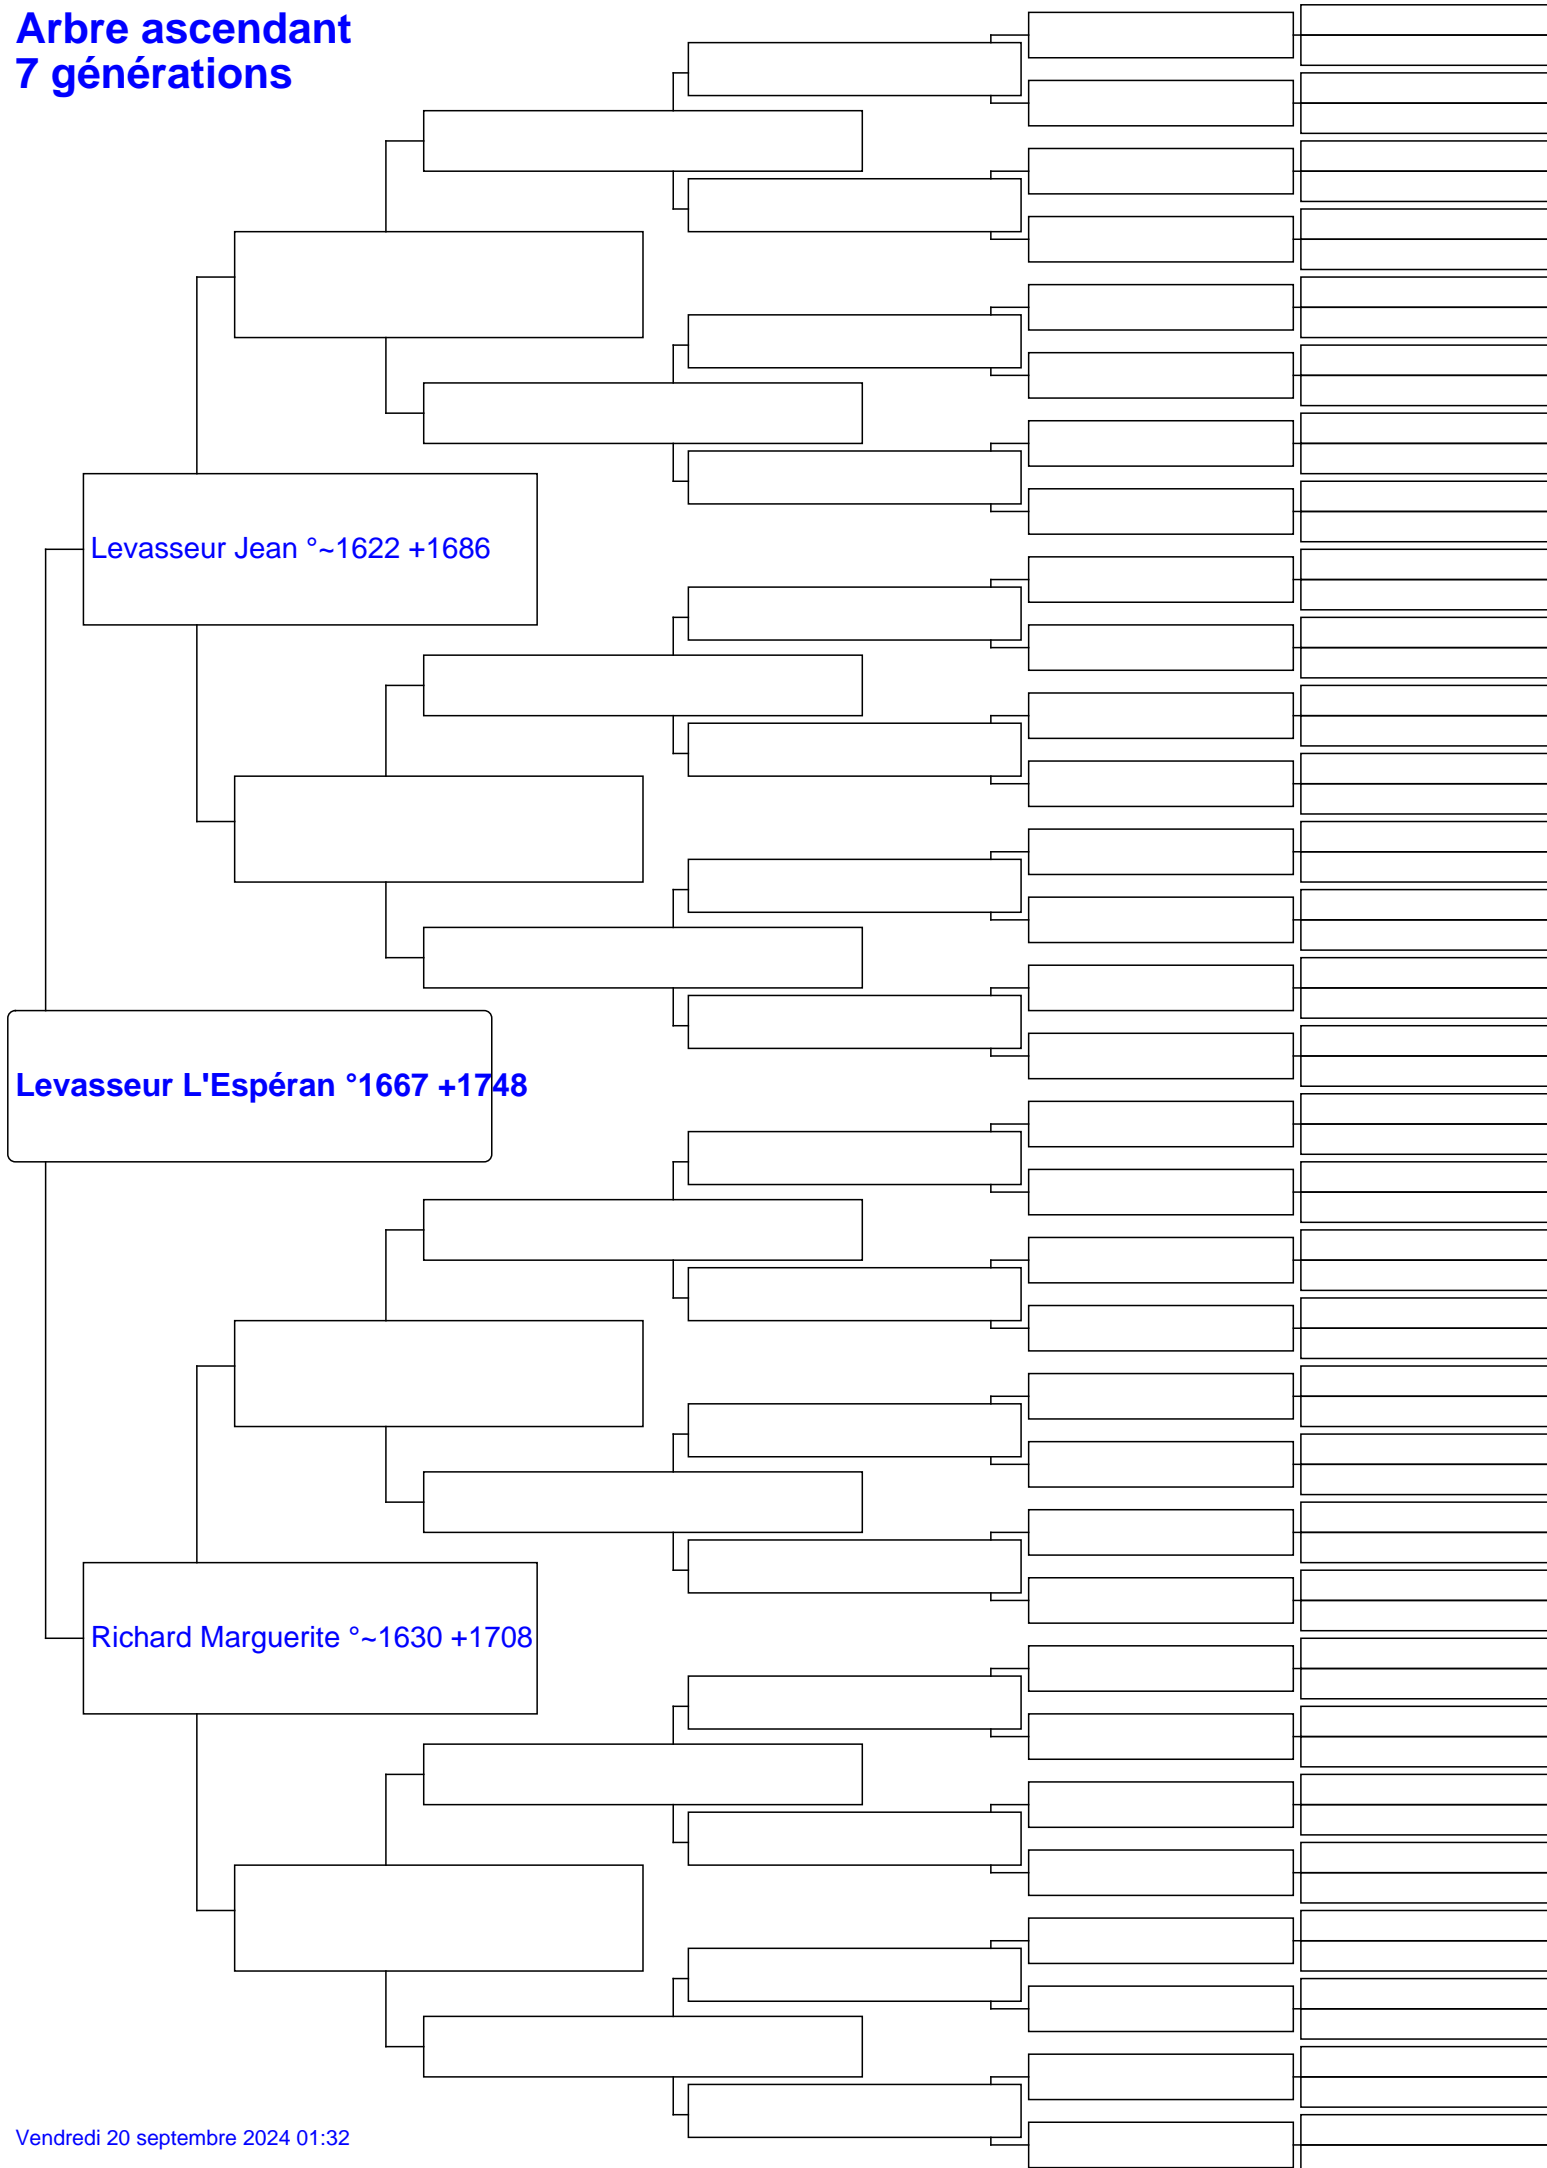 Arbre ascendant
7 générations
Levasseur Jean °~1622 +1686
Levasseur L'Espéran °1667 +1748
Richard Marguerite °~1630 +1708
Vendredi 20 septembre 2024 01:32